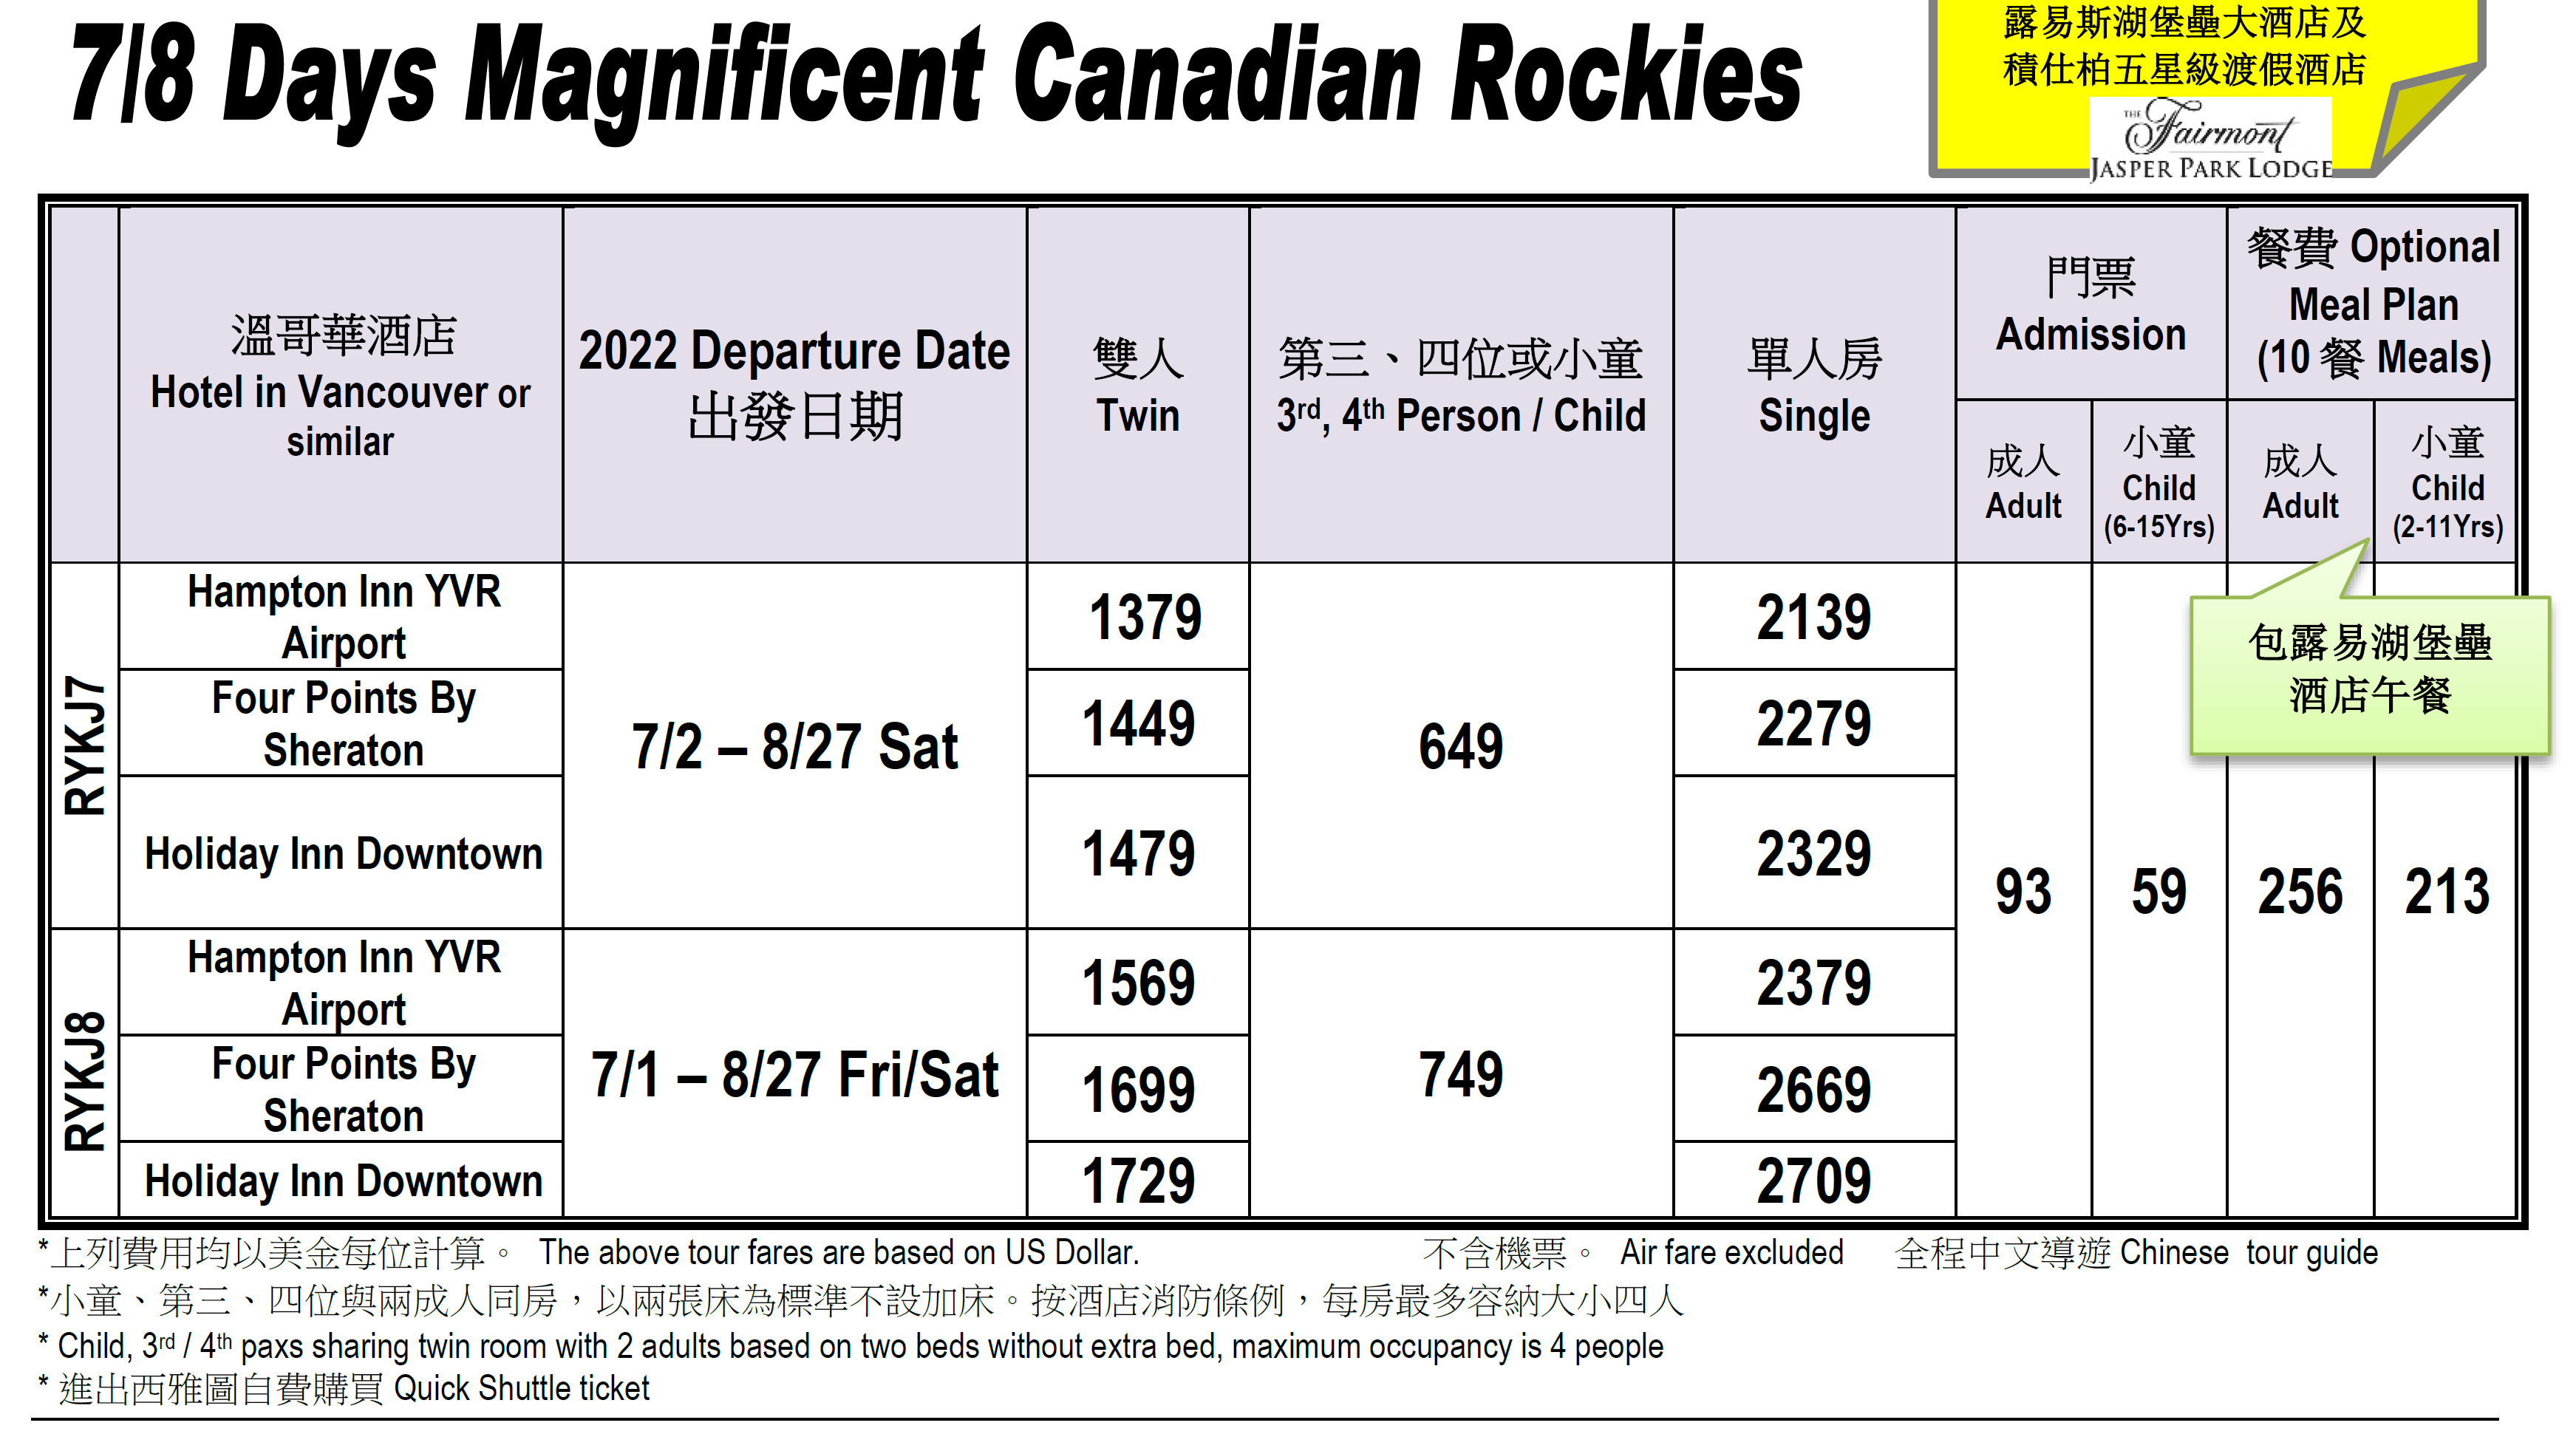 7/8 Days Magnificent Canadian Rockies
露易斯湖堡壘大酒店及
積仕柏五星級渡假酒店
THE Fairmont
JASPER PARK LODGE
溫哥華酒店
Hotel in Vancouver or
similar
2022 Departure Date
出發日期
雙人
Twin
第三、四位或小童
3rd, 4th Person / Child
單人房
Single
門票
Admission
餐費 Optional
Meal Plan
(10 餐 Meals)
成人
Adult
小童
Child
(6-15Yrs)
成人
Adult
小童
Child
(2-11Yrs)
包露易湖堡壘
酒店午餐
RYKJ7
Hampton Inn YVR
Airport
7/2 – 8/27 Sat
1379
649
2139
Four Points By
Sheraton
1449
2279
Holiday Inn Downtown
1479
2329
93
59
256
213
RYKJ8
Hampton Inn YVR
Airport
7/1 – 8/27 Fri/Sat
1569
749
2379
Four Points By
Sheraton
1699
2669
Holiday Inn Downtown
1729
2709
*上列費用均以美金每位計算。 The above tour fares are based on US Dollar. 不含機票。 Air fare excluded 全程中文導遊 Chinese tour guide
*小童、第三、四位與兩成人同房，以兩張床為標準不設加床。按酒店消防條例，每房最多容納大小四人
* Child, 3rd / 4th paxs sharing twin room with 2 adults based on two beds without extra bed, maximum occupancy is 4 people
* 進出西雅圖自費購買 Quick Shuttle ticket